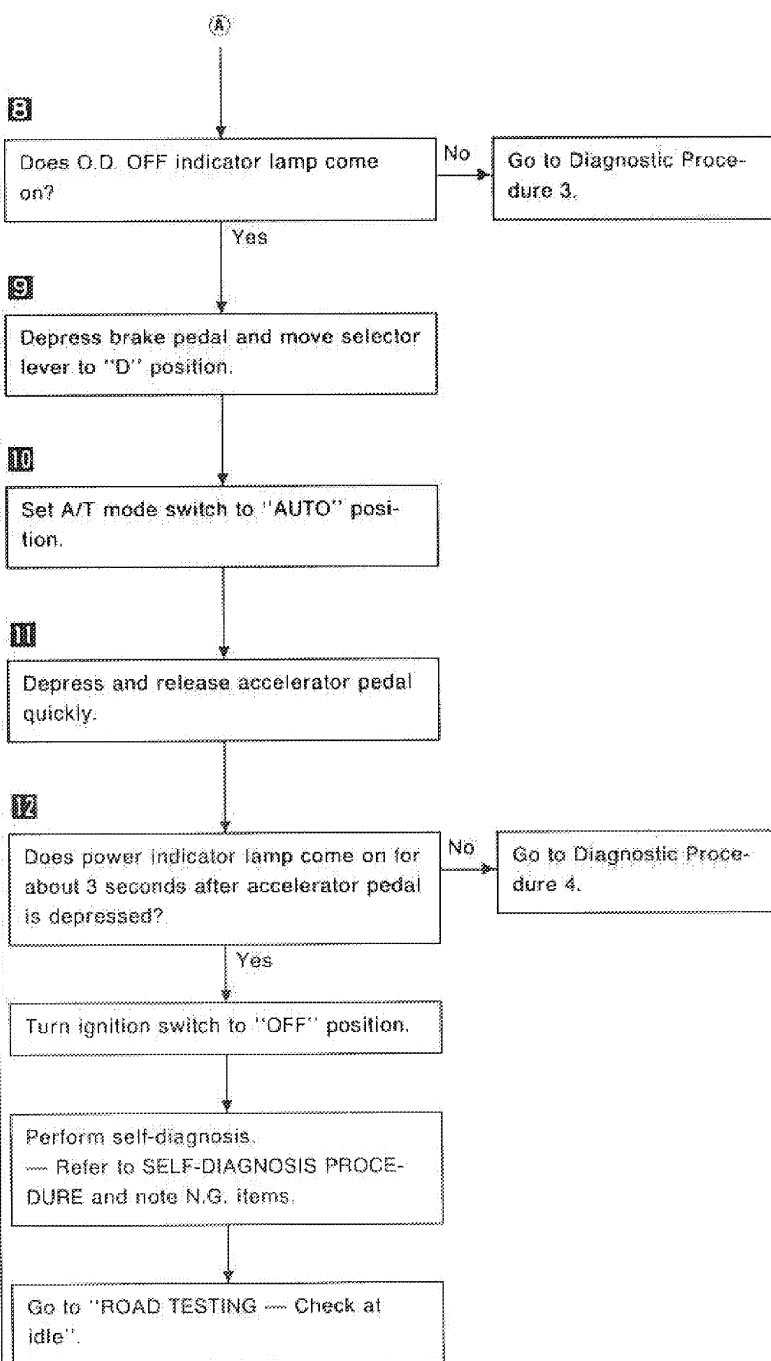 A
8
Does O.D. OFF indicator lamp come
on?
No
Go to Diagnostic Proce-
dure 3.
Yes
9
Depress brake pedal and move selector
lever to "D" position.
10
Set A/T mode switch to "AUTO" posi-
tion.
11
Depress and release accelerator pedal
quickly.
12
Does power indicator lamp come on for
about 3 seconds after accelerator pedal
is depressed?
No
Go to Diagnostic Proce-
dure 4.
Yes
Turn ignition switch to "OFF" position.
Perform self-diagnosis.
— Refer to SELF-DIAGNOSIS PROCE-
DURE and note N.G. items.
Go to "ROAD TESTING — Check at
idle".